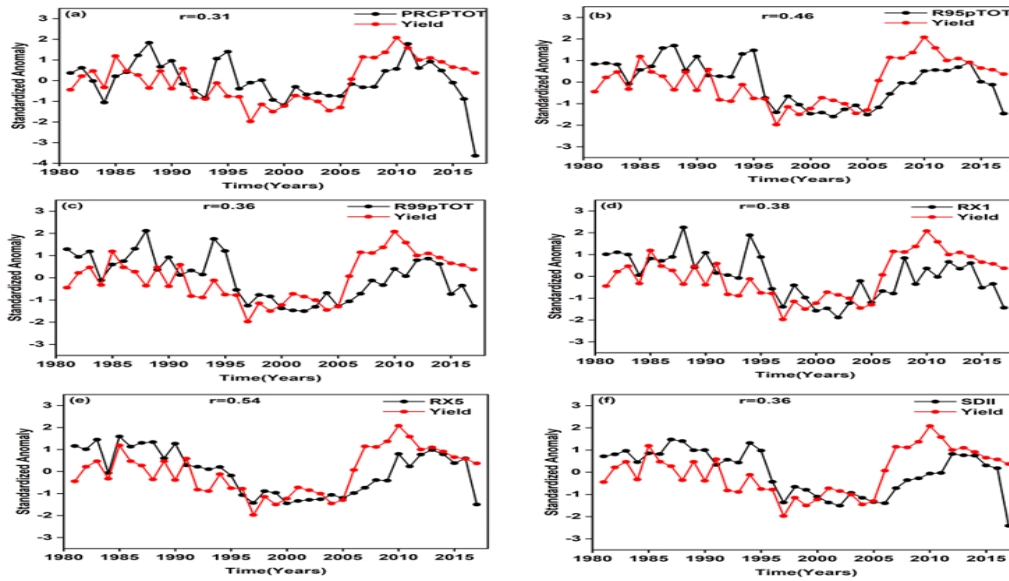 (a) r=0.31 PRCPTOT
Yield
Standardized Anomaly
3
2
1
0
-1
-2
-3
-4
1980 1985 1990 1995 2000 2005 2010 2015
Time(Years)
(b) r=0.46 R95pTOT
Yield
Standardized Anomaly
3
2
1
0
-1
-2
-3
1980 1985 1990 1995 2000 2005 2010 2015
Time(Years)
(c) r=0.36 R99pTOT
Yield
Standardized Anomaly
3
2
1
0
-1
-2
-3
1980 1985 1990 1995 2000 2005 2010 2015
Time(Years)
(d) r=0.38 RX1
Yield
Standardized Anomaly
3
2
1
0
-1
-2
-3
1980 1985 1990 1995 2000 2005 2010 2015
Time(Years)
(e) r=0.54 RX5
Yield
Standardized Anomaly
3
2
1
0
-1
-2
-3
1980 1985 1990 1995 2000 2005 2010 2015
Time(Years)
(f) r=0.36 SDII
Yield
Standardized Anomaly
3
2
1
0
-1
-2
-3
1980 1985 1990 1995 2000 2005 2010 2015
Time(Years)